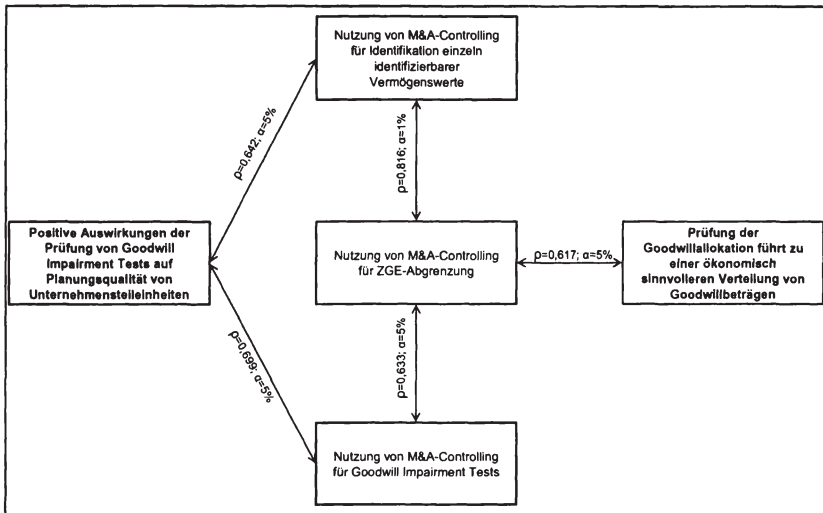 Nutzung von M&A-Controlling
für Identifikation einzeln
identifizierbarer
Vermögenswerte
ρ=0,642; α=5%
ρ=0,816; α=1%
Positive Auswirkungen der
Prüfung von Goodwill
Impairment Tests auf
Planungsqualität von
Unternehmensteileinheiten
Nutzung von M&A-Controlling
für ZGE-Abgrenzung
ρ=0,617; α=5%
Prüfung der
Goodwillallokation führt zu
einer ökonomisch
sinnvolleren Verteilung von
Goodwillbeträgen
ρ=0,699; α=5%
ρ=0,633; α=5%
Nutzung von M&A-Controlling
für Goodwill Impairment Tests